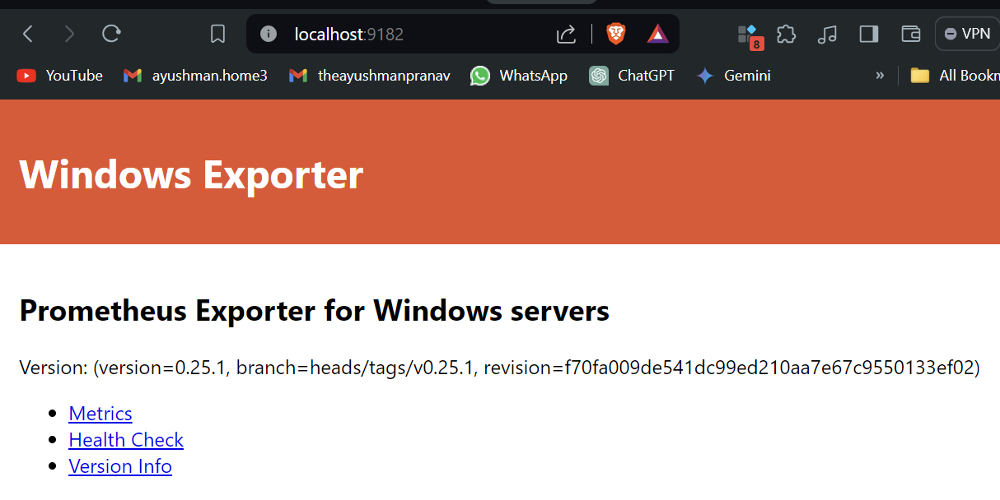 localhost:9182
8
VPN
YouTube ayushman.home3 theayushmanpranav WhatsApp ChatGPT Gemini » All Bookm
Windows Exporter
Prometheus Exporter for Windows servers
Version: (version=0.25.1, branch=heads/tags/v0.25.1, revision=f70fa009de541dc99ed210aa7e67c9550133ef02)
• Metrics
• Health Check
• Version Info